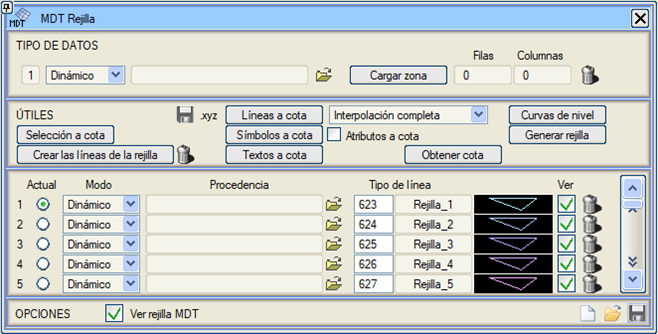 MDT MDT Rejilla
TIPO DE DATOS
Filas Columnas
1 Dinámico Cargar zona 0 0
ÚTILES .xyz Líneas a cota Interpolación completa Curvas de nivel
Selección a cota Símbolos a cota Atributos a cota Generar rejilla
Crear las líneas de la rejilla Textos a cota Obtener cota
Actual Modo Procedencia Tipo de línea Ver
1 Dinámico 623 Rejilla_1
2 Dinámico 624 Rejilla_2
3 Dinámico 625 Rejilla_3
4 Dinámico 626 Rejilla_4
5 Dinámico 627 Rejilla_5
OPCIONES Ver rejilla MDT